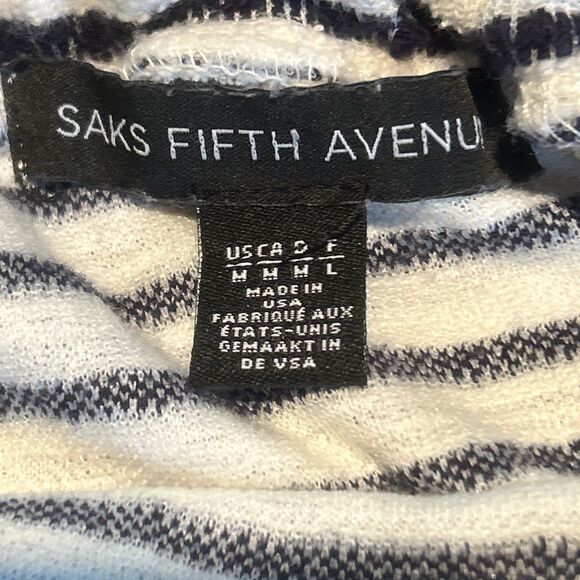 SAKS FIFTH AVENU
US CA D F
M M M L
MADE IN
USA
FABRIQUÉ AUX
ÉTATS-UNIS
GEMAAKT IN
DE VSA